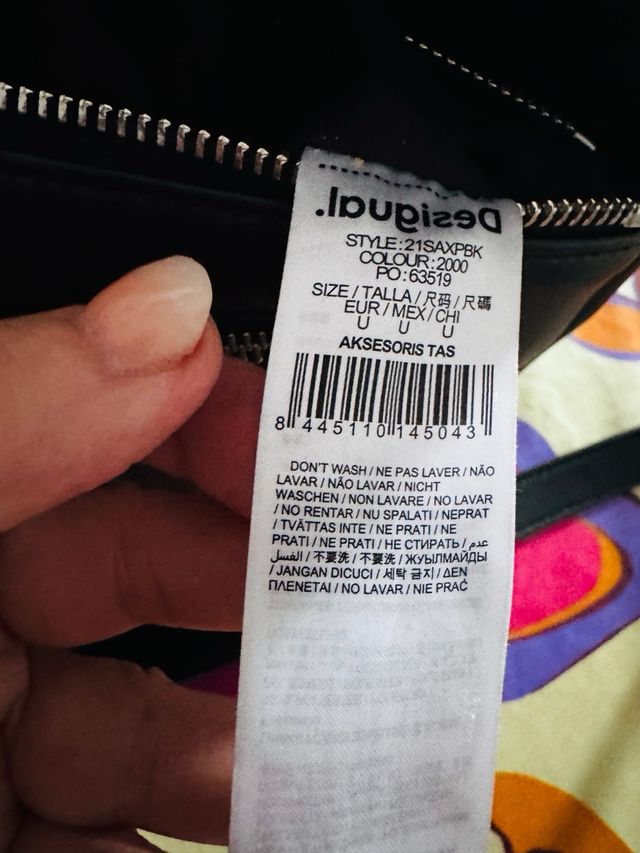 Desigual.
STYLE:21SAXPBK
COLOUR:2000
PO:63519
SIZE/TALLA/尺码/尺碼
EUR/MEX/CHI
U U U
AKSESORIS TAS
8 445110 145043
DON'T WASH / NE PAS LAVER / NÃO
LAVAR / NÃO LAVAR / NICHT
WASCHEN / NON LAVARE / NO LAVAR
/ NO RENTAR / NU SPALATI / NEPRAT
/ TVÄTTAS INTE / NE PRATI / NE
PRATI / NE PRATI / НЕ СТИРАТЬ / عدم
الغسل / 不要洗 / 不要洗 / ЖУЫЛМАЙДЫ
/ JANGAN DICUCI / 세탁 금지 / ΔΕΝ
ΠΛΕΝΕΤΑΙ / NO LAVAR / NIE PRAĆ